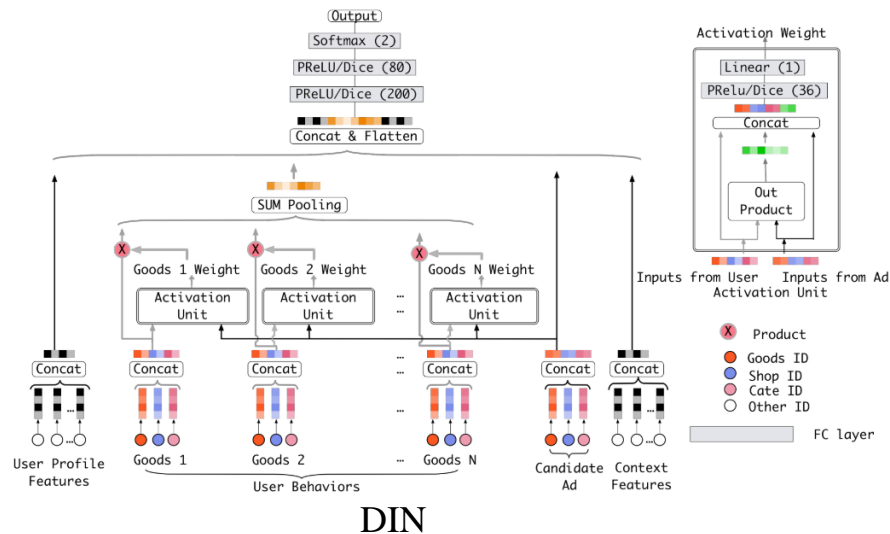 Output
Softmax (2)
PReLU/Dice (80)
PReLU/Dice (200)
Concat & Flatten
SUM Pooling
X
X
X
Goods 1 Weight
Goods 2 Weight
Goods N Weight
Activation
Unit
Activation
Unit
...
...
Activation
Unit
Concat
Concat
Concat
...
...
Concat
Concat
Concat
...
...
...
...
Goods 1
Goods 2
...
Goods N
User Profile
Features
User Behaviors
Candidate
Ad
Context
Features
Activation Weight
Linear (1)
PRelu/Dice (36)
Concat
Out
Product
Inputs from User
Inputs from Ad
Activation Unit
X Product
Goods ID
Shop ID
Cate ID
Other ID
FC layer
DIN